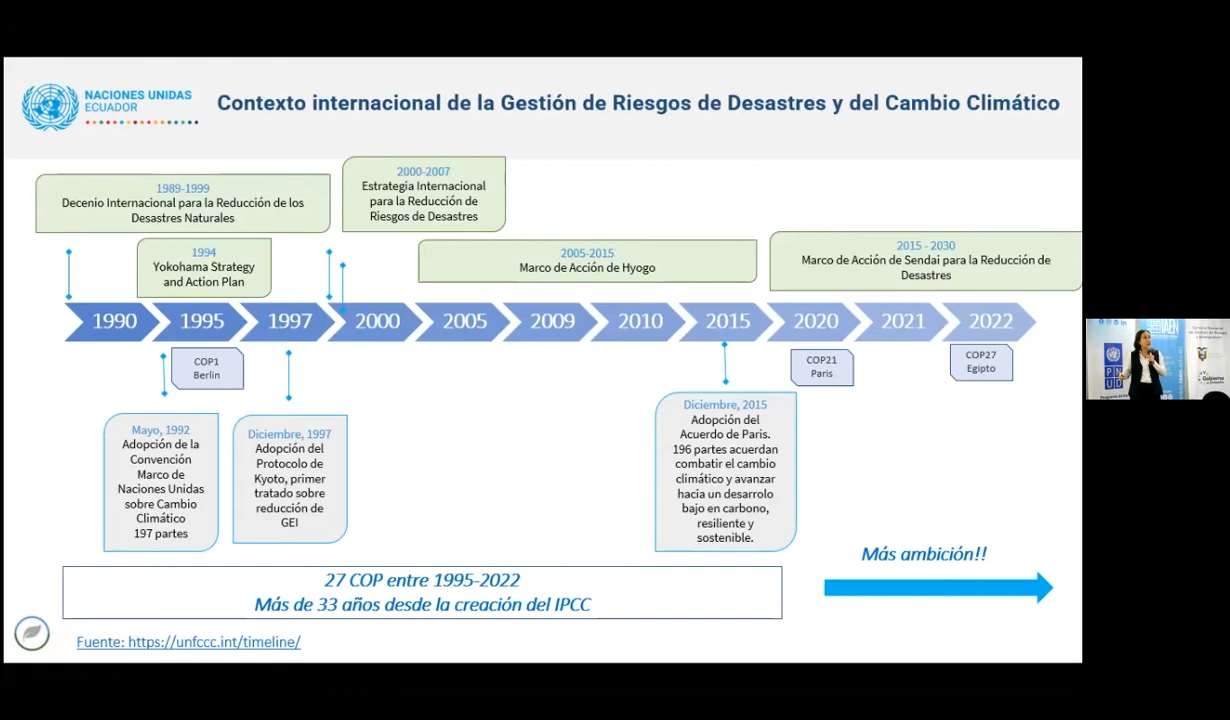 NACIONES UNIDAS
ECUADOR
Contexto internacional de la Gestión de Riesgos de Desastres y del Cambio Climático
1989-1999
Decenio Internacional para la Reducción de los
Desastres Naturales
2000-2007
Estrategia Internacional
para la Reducción de
Riesgos de Desastres
1994
Yokohama Strategy
and Action Plan
2005-2015
Marco de Acción de Hyogo
2015 - 2030
Marco de Acción de Sendai para la Reducción de
Desastres
1990
1995
1997
2000
2005
2009
2010
2015
2020
2021
2022
COP1
Berlin
COP21
Paris
COP27
Egipto
Mayo, 1992
Adopción de la
Convención
Marco de
Naciones Unidas
sobre Cambio
Climático
197 partes
Diciembre, 1997
Adopción del
Protocolo de
Kyoto, primer
tratado sobre
reducción de
GEI
Diciembre, 2015
Adopción del
Acuerdo de Paris.
196 partes acuerdan
combatir el cambio
climático y avanzar
hacia un desarrolo
bajo en carbono,
resiliente y
sostenible.
Más ambición!!
27 COP entre 1995-2022
Más de 33 años desde la creación del IPCC
Fuente: https://unfccc.int/timeline/
P N
U D